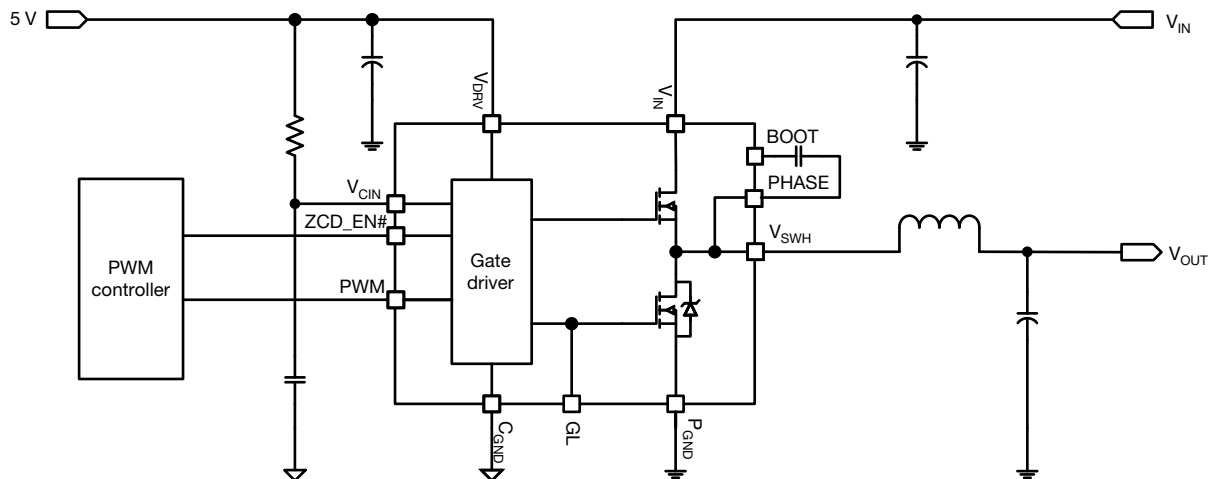 5 V
V_IN
V_DRV
V_IN
BOOT
PHASE
V_CIN
ZCD_EN#
PWM
PWM
controller
Gate
driver
V_SWH
V_OUT
C_GND
GL
P_GND